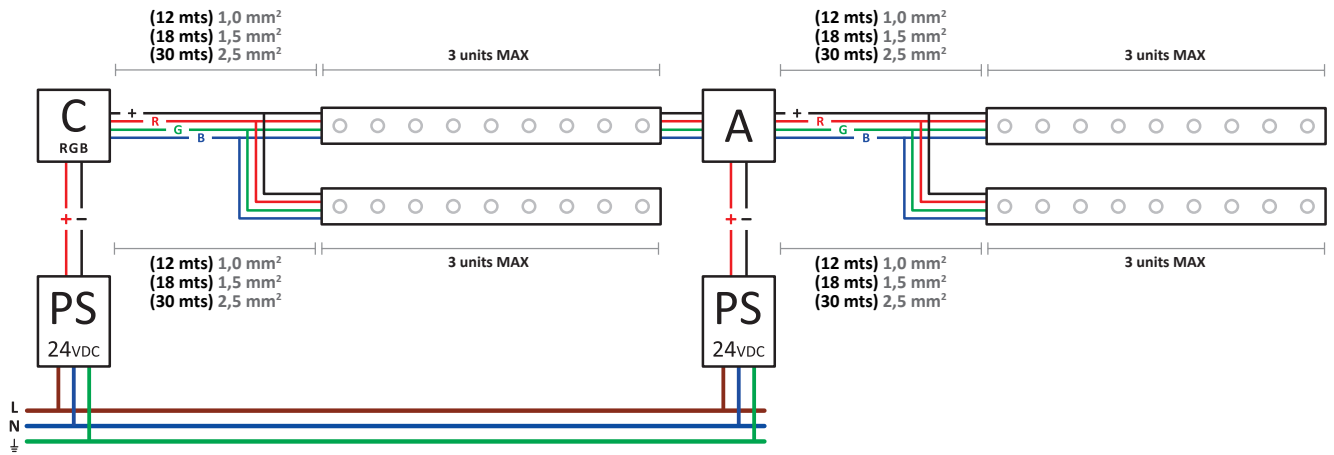 (12 mts) 1,0 mm²
(18 mts) 1,5 mm²
(30 mts) 2,5 mm²
3 units MAX
(12 mts) 1,0 mm²
(18 mts) 1,5 mm²
(30 mts) 2,5 mm²
3 units MAX
C
RGB
+
R
G
B
A
+
R
G
B
+ −
+ −
(12 mts) 1,0 mm²
(18 mts) 1,5 mm²
(30 mts) 2,5 mm²
3 units MAX
(12 mts) 1,0 mm²
(18 mts) 1,5 mm²
(30 mts) 2,5 mm²
3 units MAX
PS
24VDC
PS
24VDC
L
N
⏚